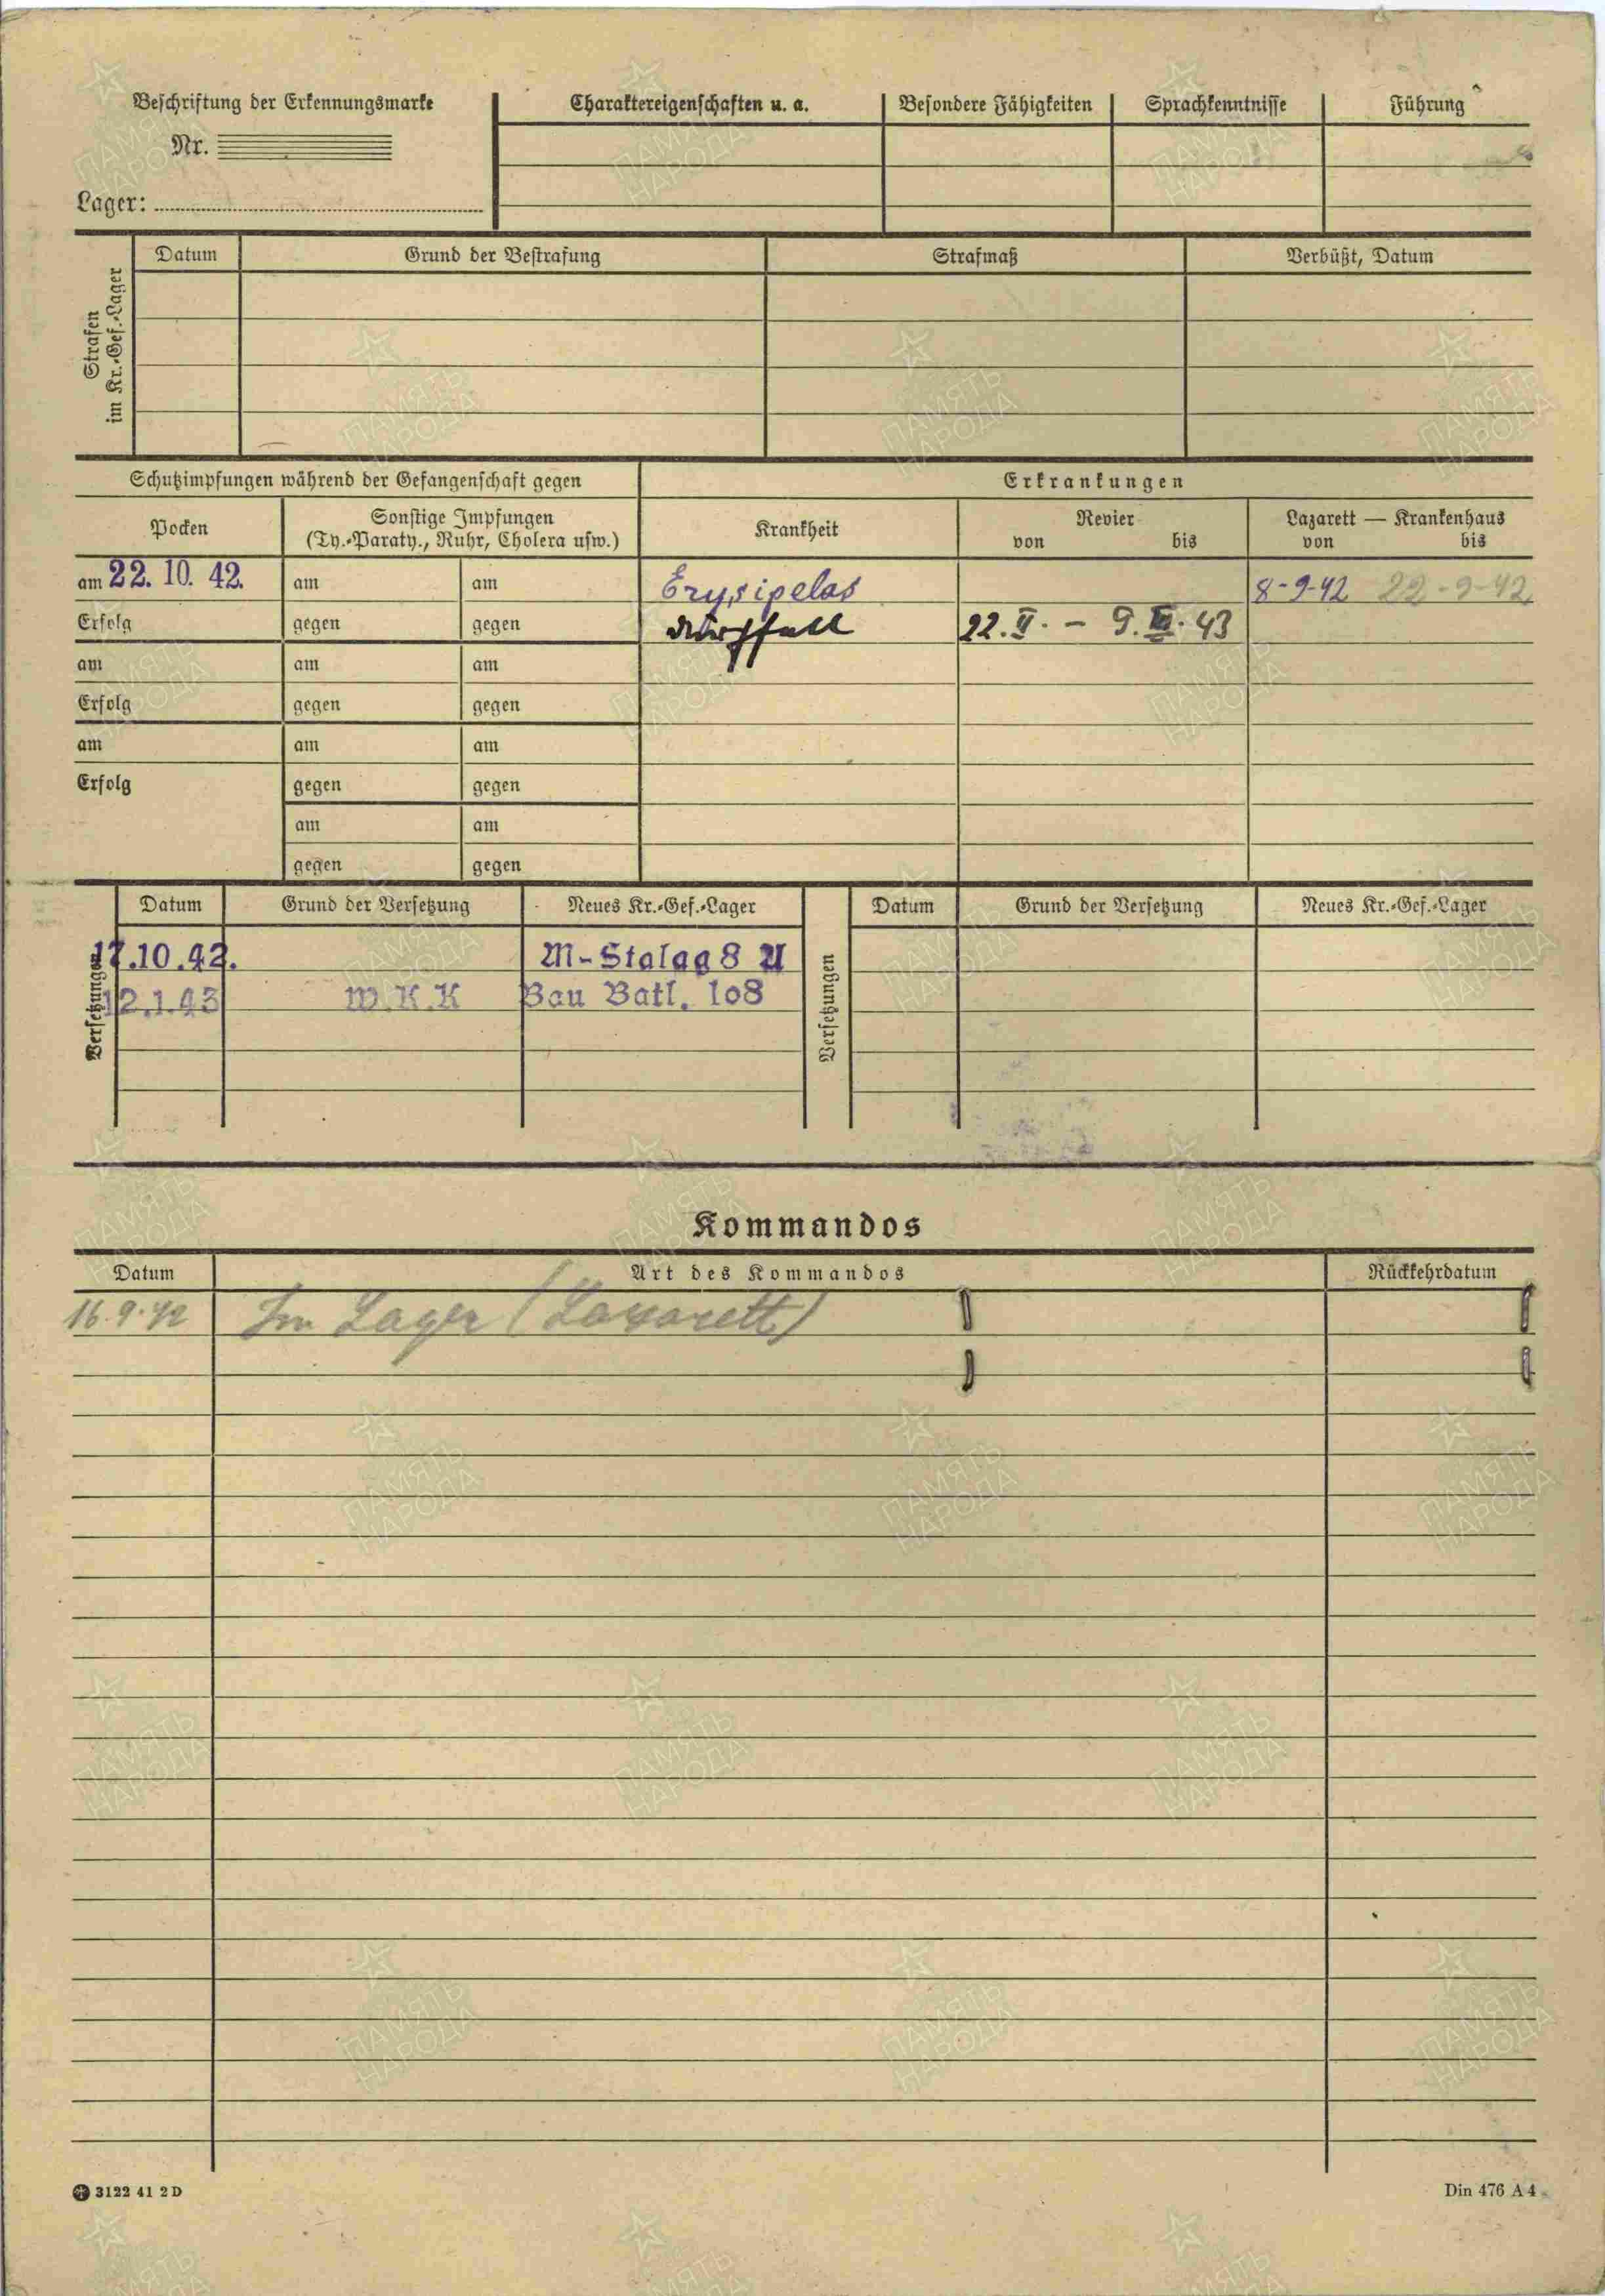 Beschriftung der Erkennungsmarke
Nr.
Lager:
Charaktereigenschaften u. a. Besondere Fähigkeiten Sprachkenntnisse Führung
Strafen
im Kr.-Gef.-Lager
Datum Grund der Bestrafung Strafmaß Verbüßt, Datum
Schutzimpfungen während der Gefangenschaft gegen
Erkrankungen
Pocken
Sonstige Impfungen
(Ty.-Paraty., Ruhr, Cholera usw.)
Krankheit
Revier
von bis
Lazarett — Krankenhaus
von bis
am 22. 10. 42. am am Erysipelas 8-9-42 22-9-42
Erfolg gegen gegen Durchfall 22. II. - 9. III. 43
am am am
Erfolg gegen gegen
am am am
Erfolg gegen gegen
am am
gegen gegen
Versetzungen
Datum Grund der Versetzung Neues Kr.-Gef.-Lager
17.10.42. M-Stalag 8 A
12.1.43 W.K.K Bau Batl. 108
Versetzungen
Datum Grund der Versetzung Neues Kr.-Gef.-Lager
Kommandos
Datum Art des Kommandos Rückkehrdatum
16.9.42 Im Lager (Lazarett)
3122 41 2 D
Din 476 A 4
ПАМЯТЬ
НАРОДА